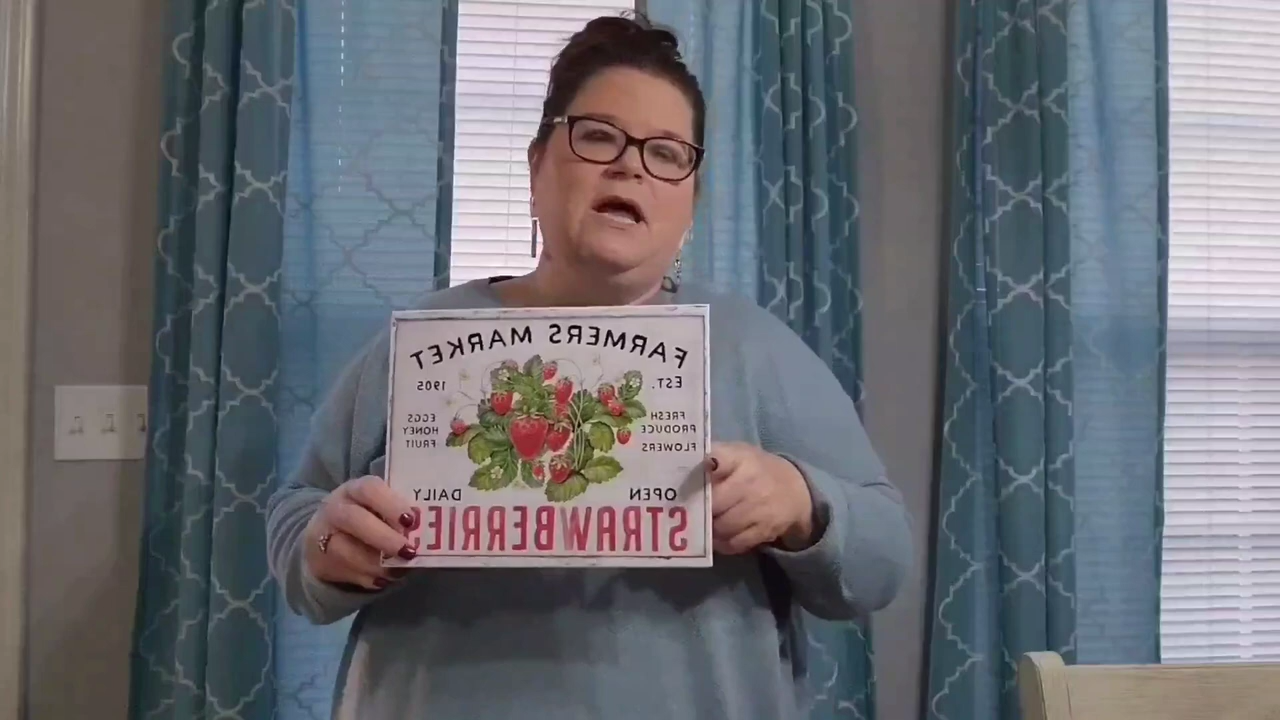 FARMERS MARKET
EST. 1905
FRESH
PRODUCE
FLOWERS
EGGS
HONEY
FRUIT
OPEN DAILY
STRAWBERRIES